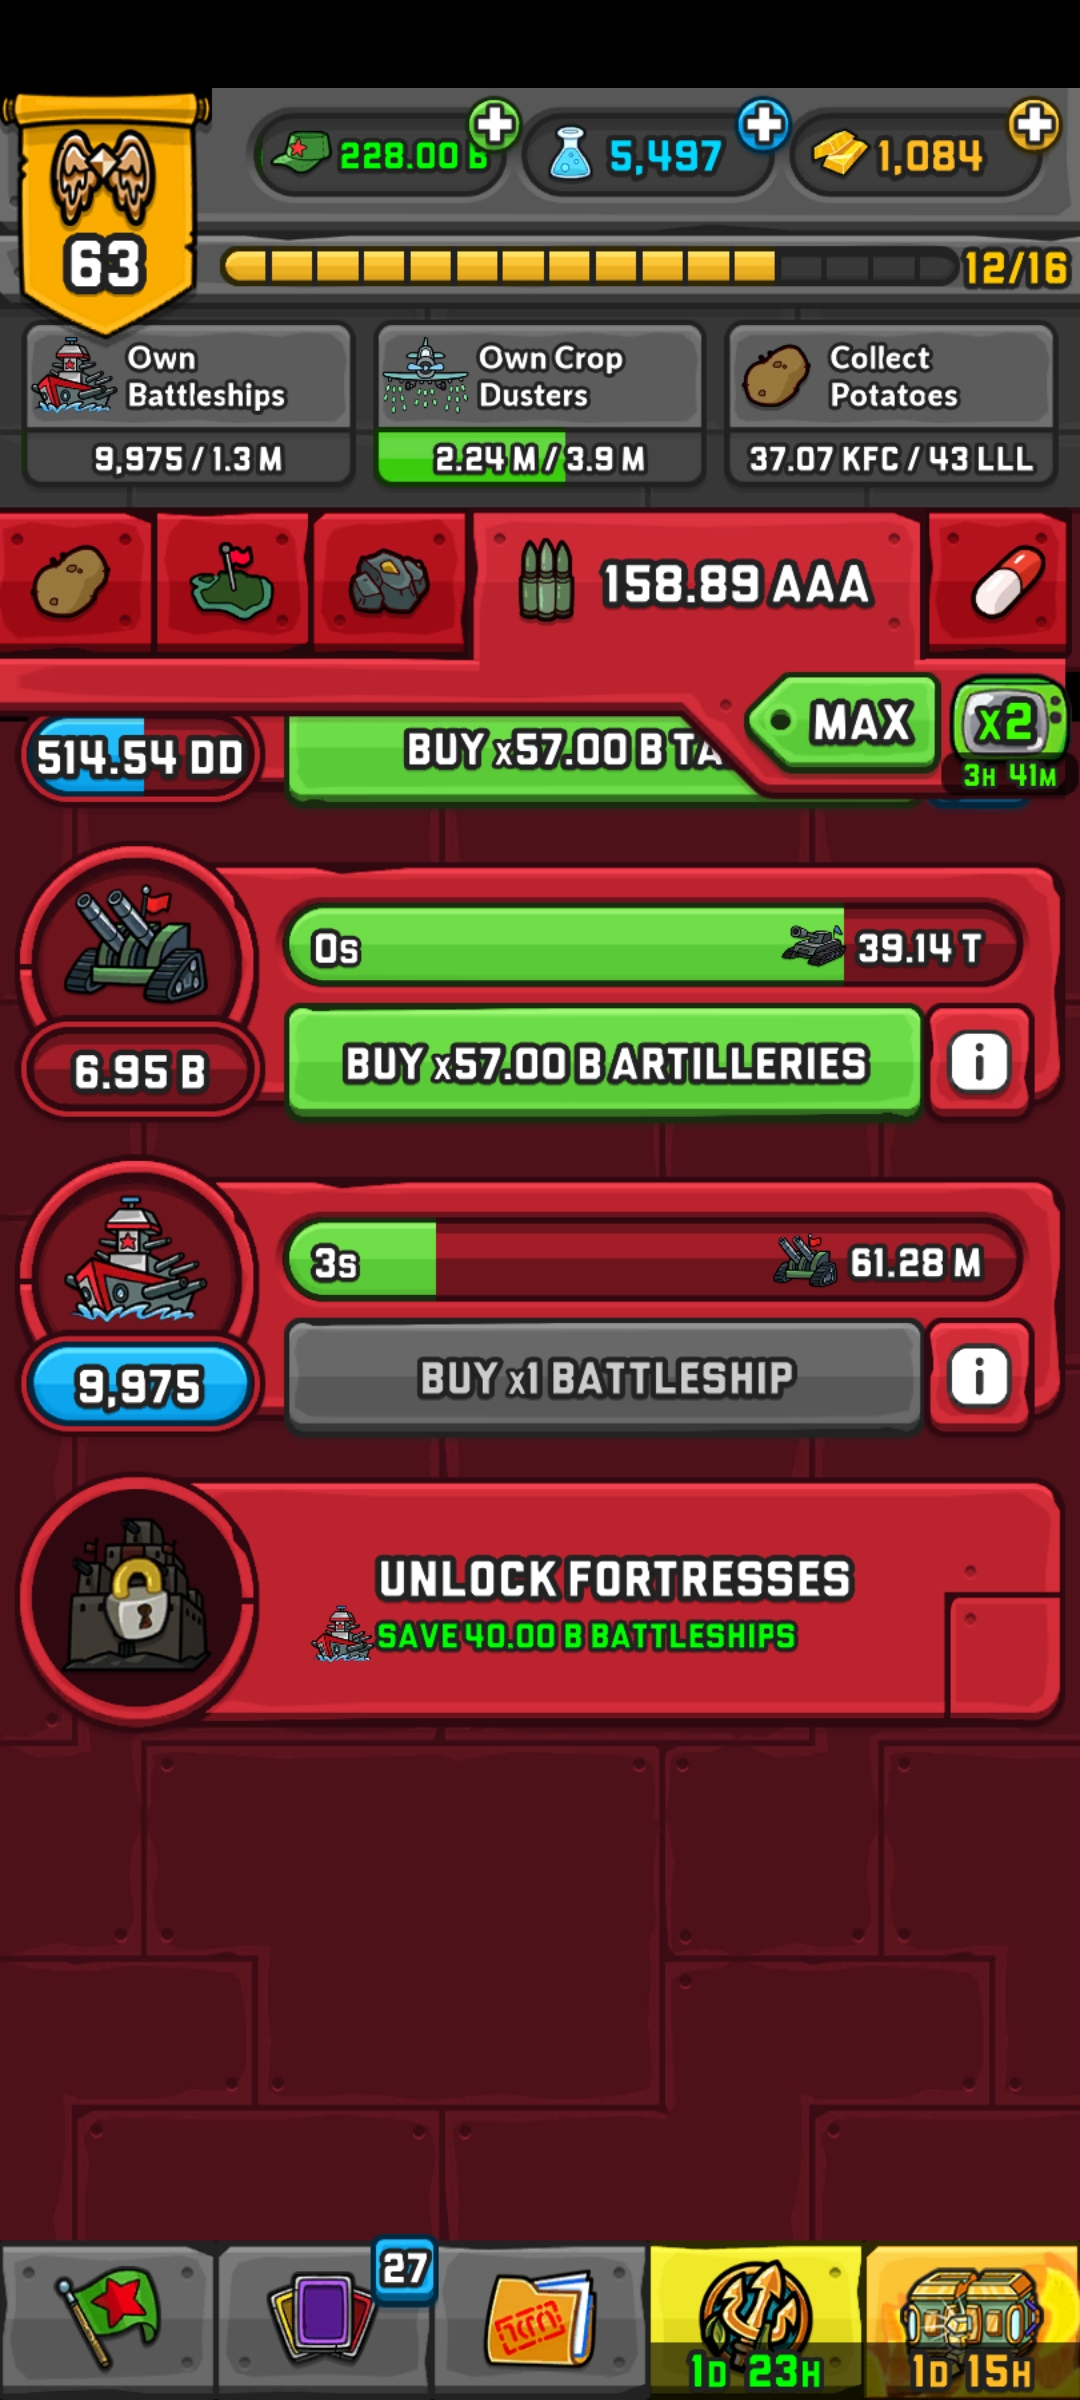 228.00 B
5,497
1,084
63
12/16
Own Battleships
9,975 / 1.3 M
Own Crop Dusters
2.24 M / 3.9 M
Collect Potatoes
37.07 KFC / 43 LLL
158.89 AAA
MAX
x2
3H 41M
514.54 DD
BUY x57.00 B TA
0s
39.14 T
6.95 B
BUY x57.00 B ARTILLERIES
i
3s
61.28 M
9,975
BUY x1 BATTLESHIP
i
UNLOCK FORTRESSES
SAVE 40.00 B BATTLESHIPS
27
1D 23H
1D 15H